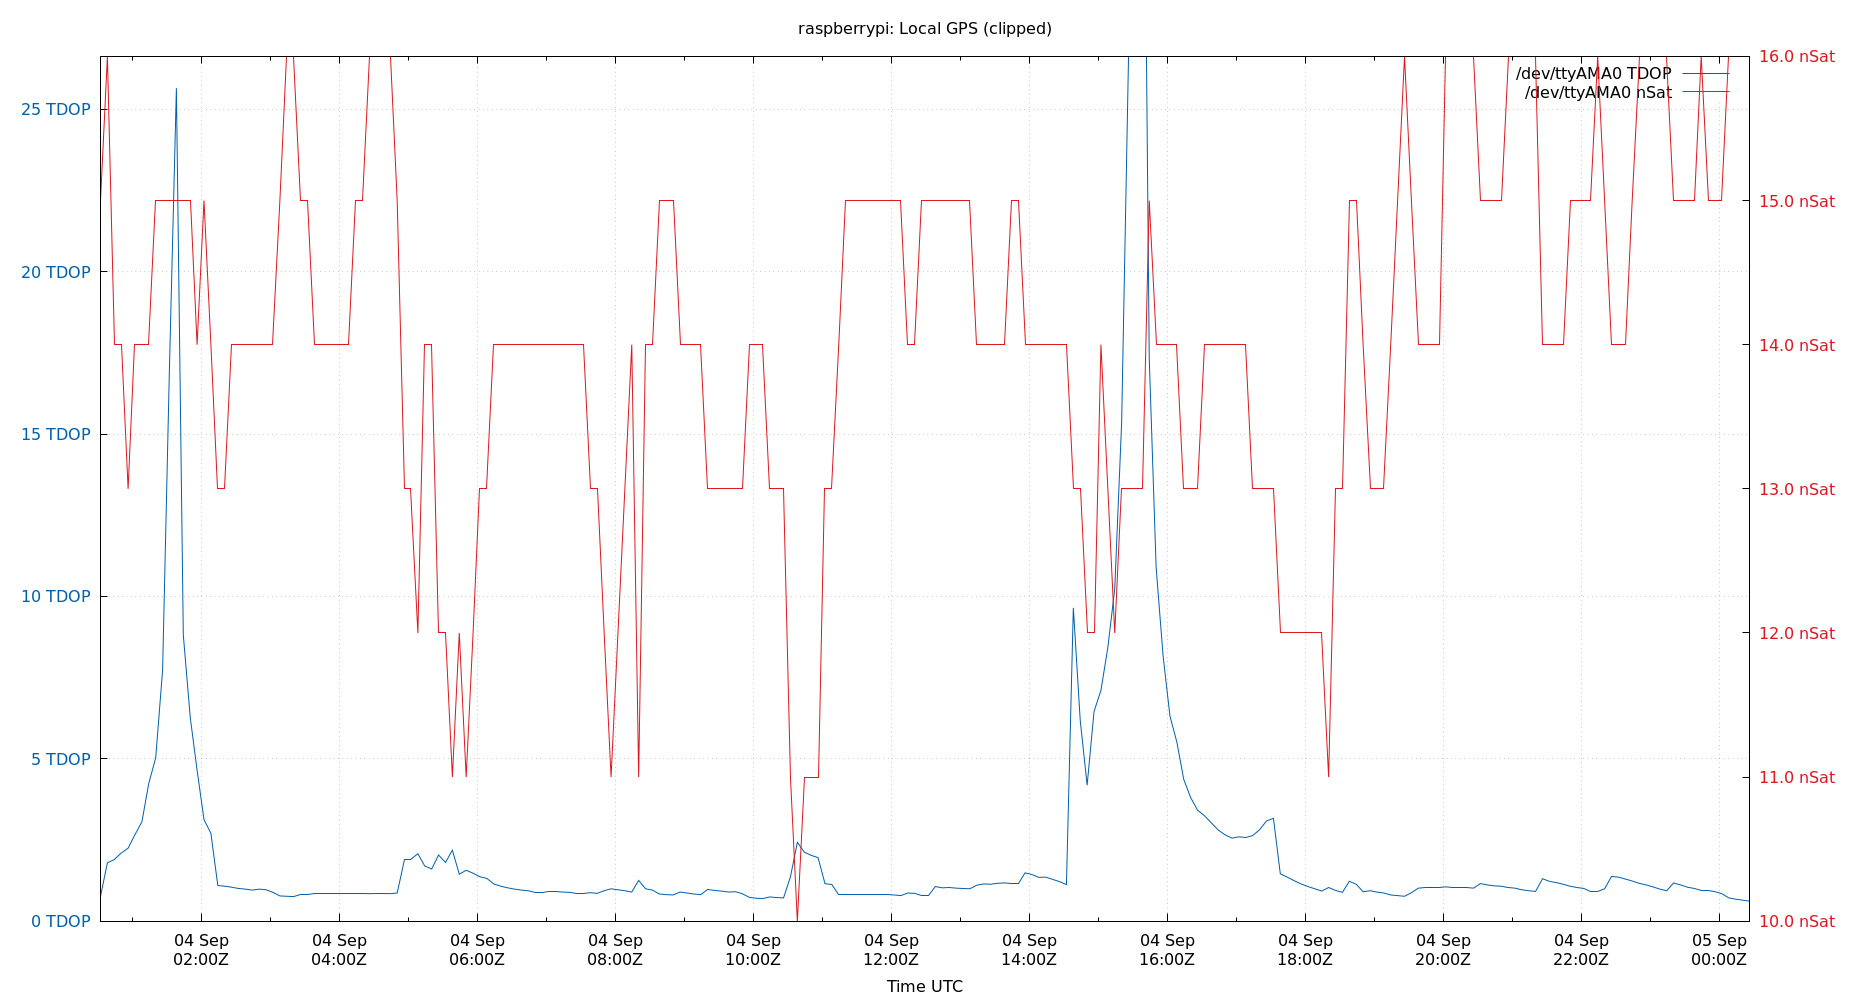 raspberrypi: Local GPS (clipped)
/dev/ttyAMA0 TDOP
/dev/ttyAMA0 nSat
25 TDOP
20 TDOP
15 TDOP
10 TDOP
5 TDOP
0 TDOP
16.0 nSat
15.0 nSat
14.0 nSat
13.0 nSat
12.0 nSat
11.0 nSat
10.0 nSat
04 Sep
02:00Z
04 Sep
04:00Z
04 Sep
06:00Z
04 Sep
08:00Z
04 Sep
10:00Z
04 Sep
12:00Z
04 Sep
14:00Z
04 Sep
16:00Z
04 Sep
18:00Z
04 Sep
20:00Z
04 Sep
22:00Z
05 Sep
00:00Z
Time UTC